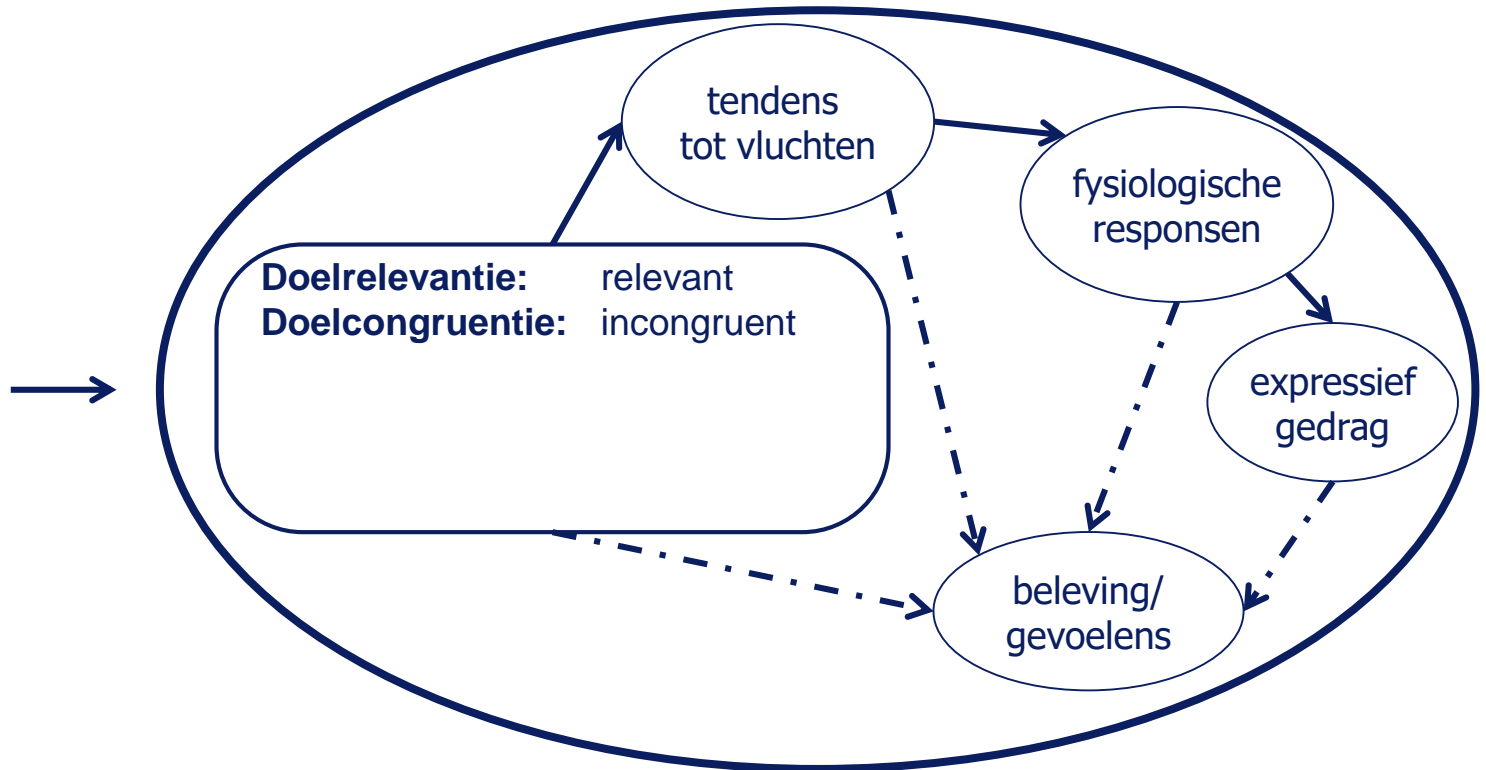 tendens
tot vluchten
fysiologische
responsen
Doelrelevantie: relevant
Doelcongruentie: incongruent
expressief
gedrag
beleving/
gevoelens